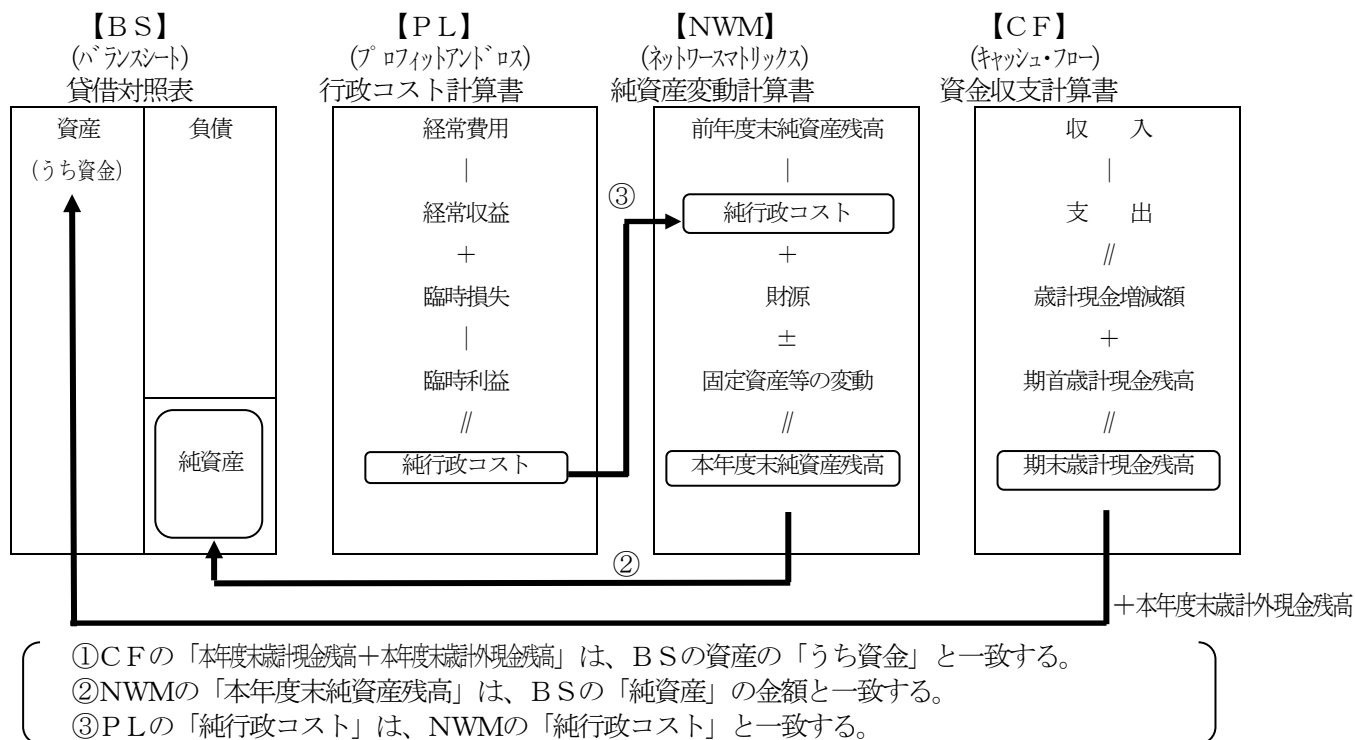 【BS】
(バランスシート)
貸借対照表
資産
(うち資金)
負債
純資産
【PL】
(プロフィットアンドロス)
行政コスト計算書
経常費用
|
経常収益
+
臨時損失
|
臨時利益
//
純行政コスト
③
【NWM】
(ネットワースマトリックス)
純資産変動計算書
前年度末純資産残高
|
純行政コスト
+
財源
±
固定資産等の変動
//
本年度末純資産残高
②
【CF】
(キャッシュ・フロー)
資金収支計算書
収　入
|
支　出
//
歳計現金増減額
+
期首歳計現金残高
//
期末歳計現金残高
+本年度末歳計外現金残高
①CFの「本年度末歳計現金残高+本年度末歳計外現金残高」は、BSの資産の「うち資金」と一致する。
②NWMの「本年度末純資産残高」は、BSの「純資産」の金額と一致する。
③PLの「純行政コスト」は、NWMの「純行政コスト」と一致する。